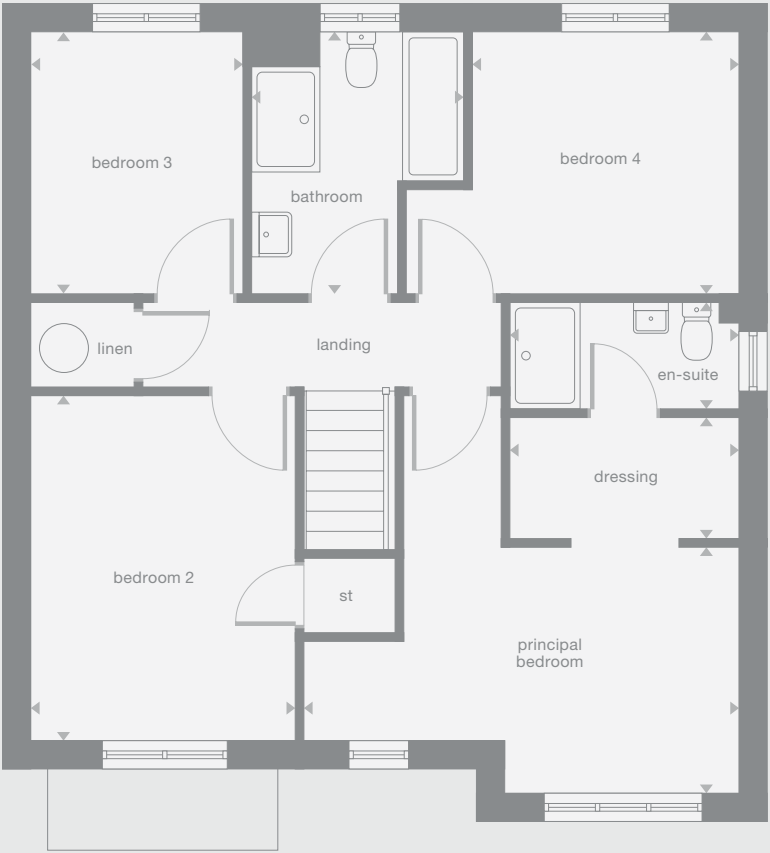 bedroom 3
bedroom 4
bathroom
landing
linen
en-suite
dressing
bedroom 2
st
principal
bedroom